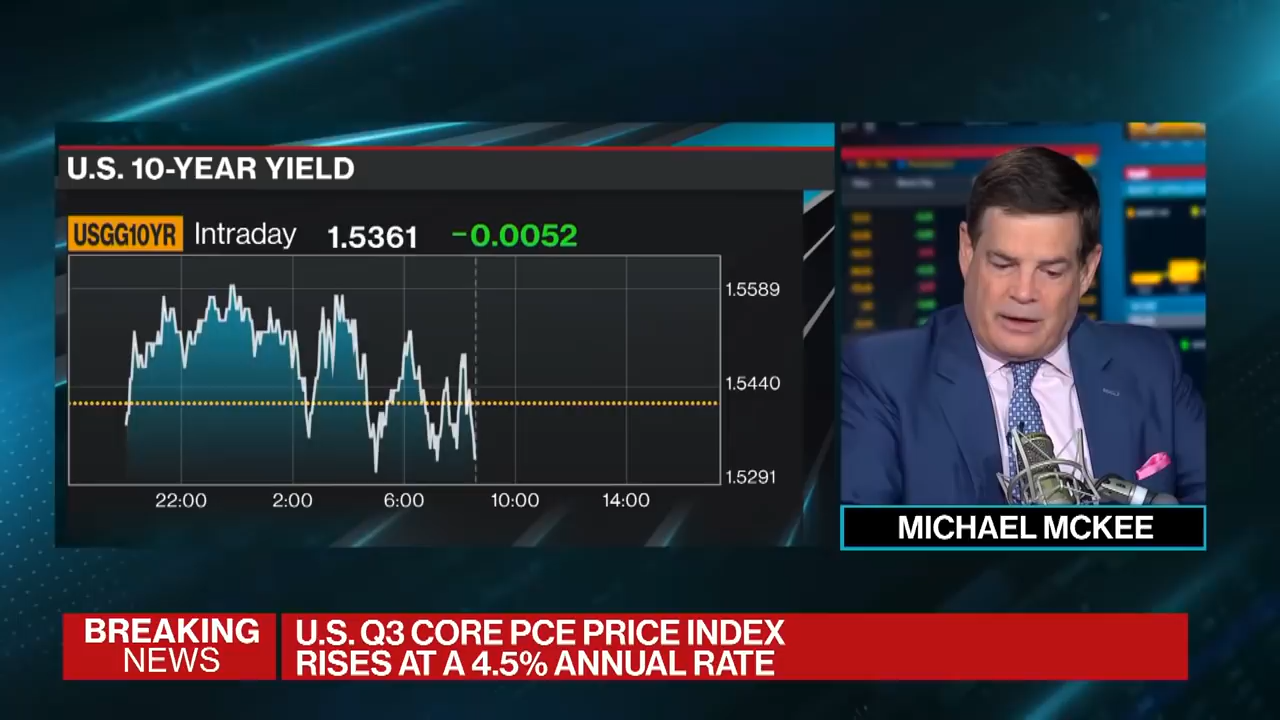 U.S. 10-YEAR YIELD
USGG10YR Intraday 1.5361 -0.0052
1.5589
1.5440
1.5291
22:00 2:00 6:00 10:00 14:00
MICHAEL MCKEE
BREAKING
NEWS
U.S. Q3 CORE PCE PRICE INDEX
RISES AT A 4.5% ANNUAL RATE